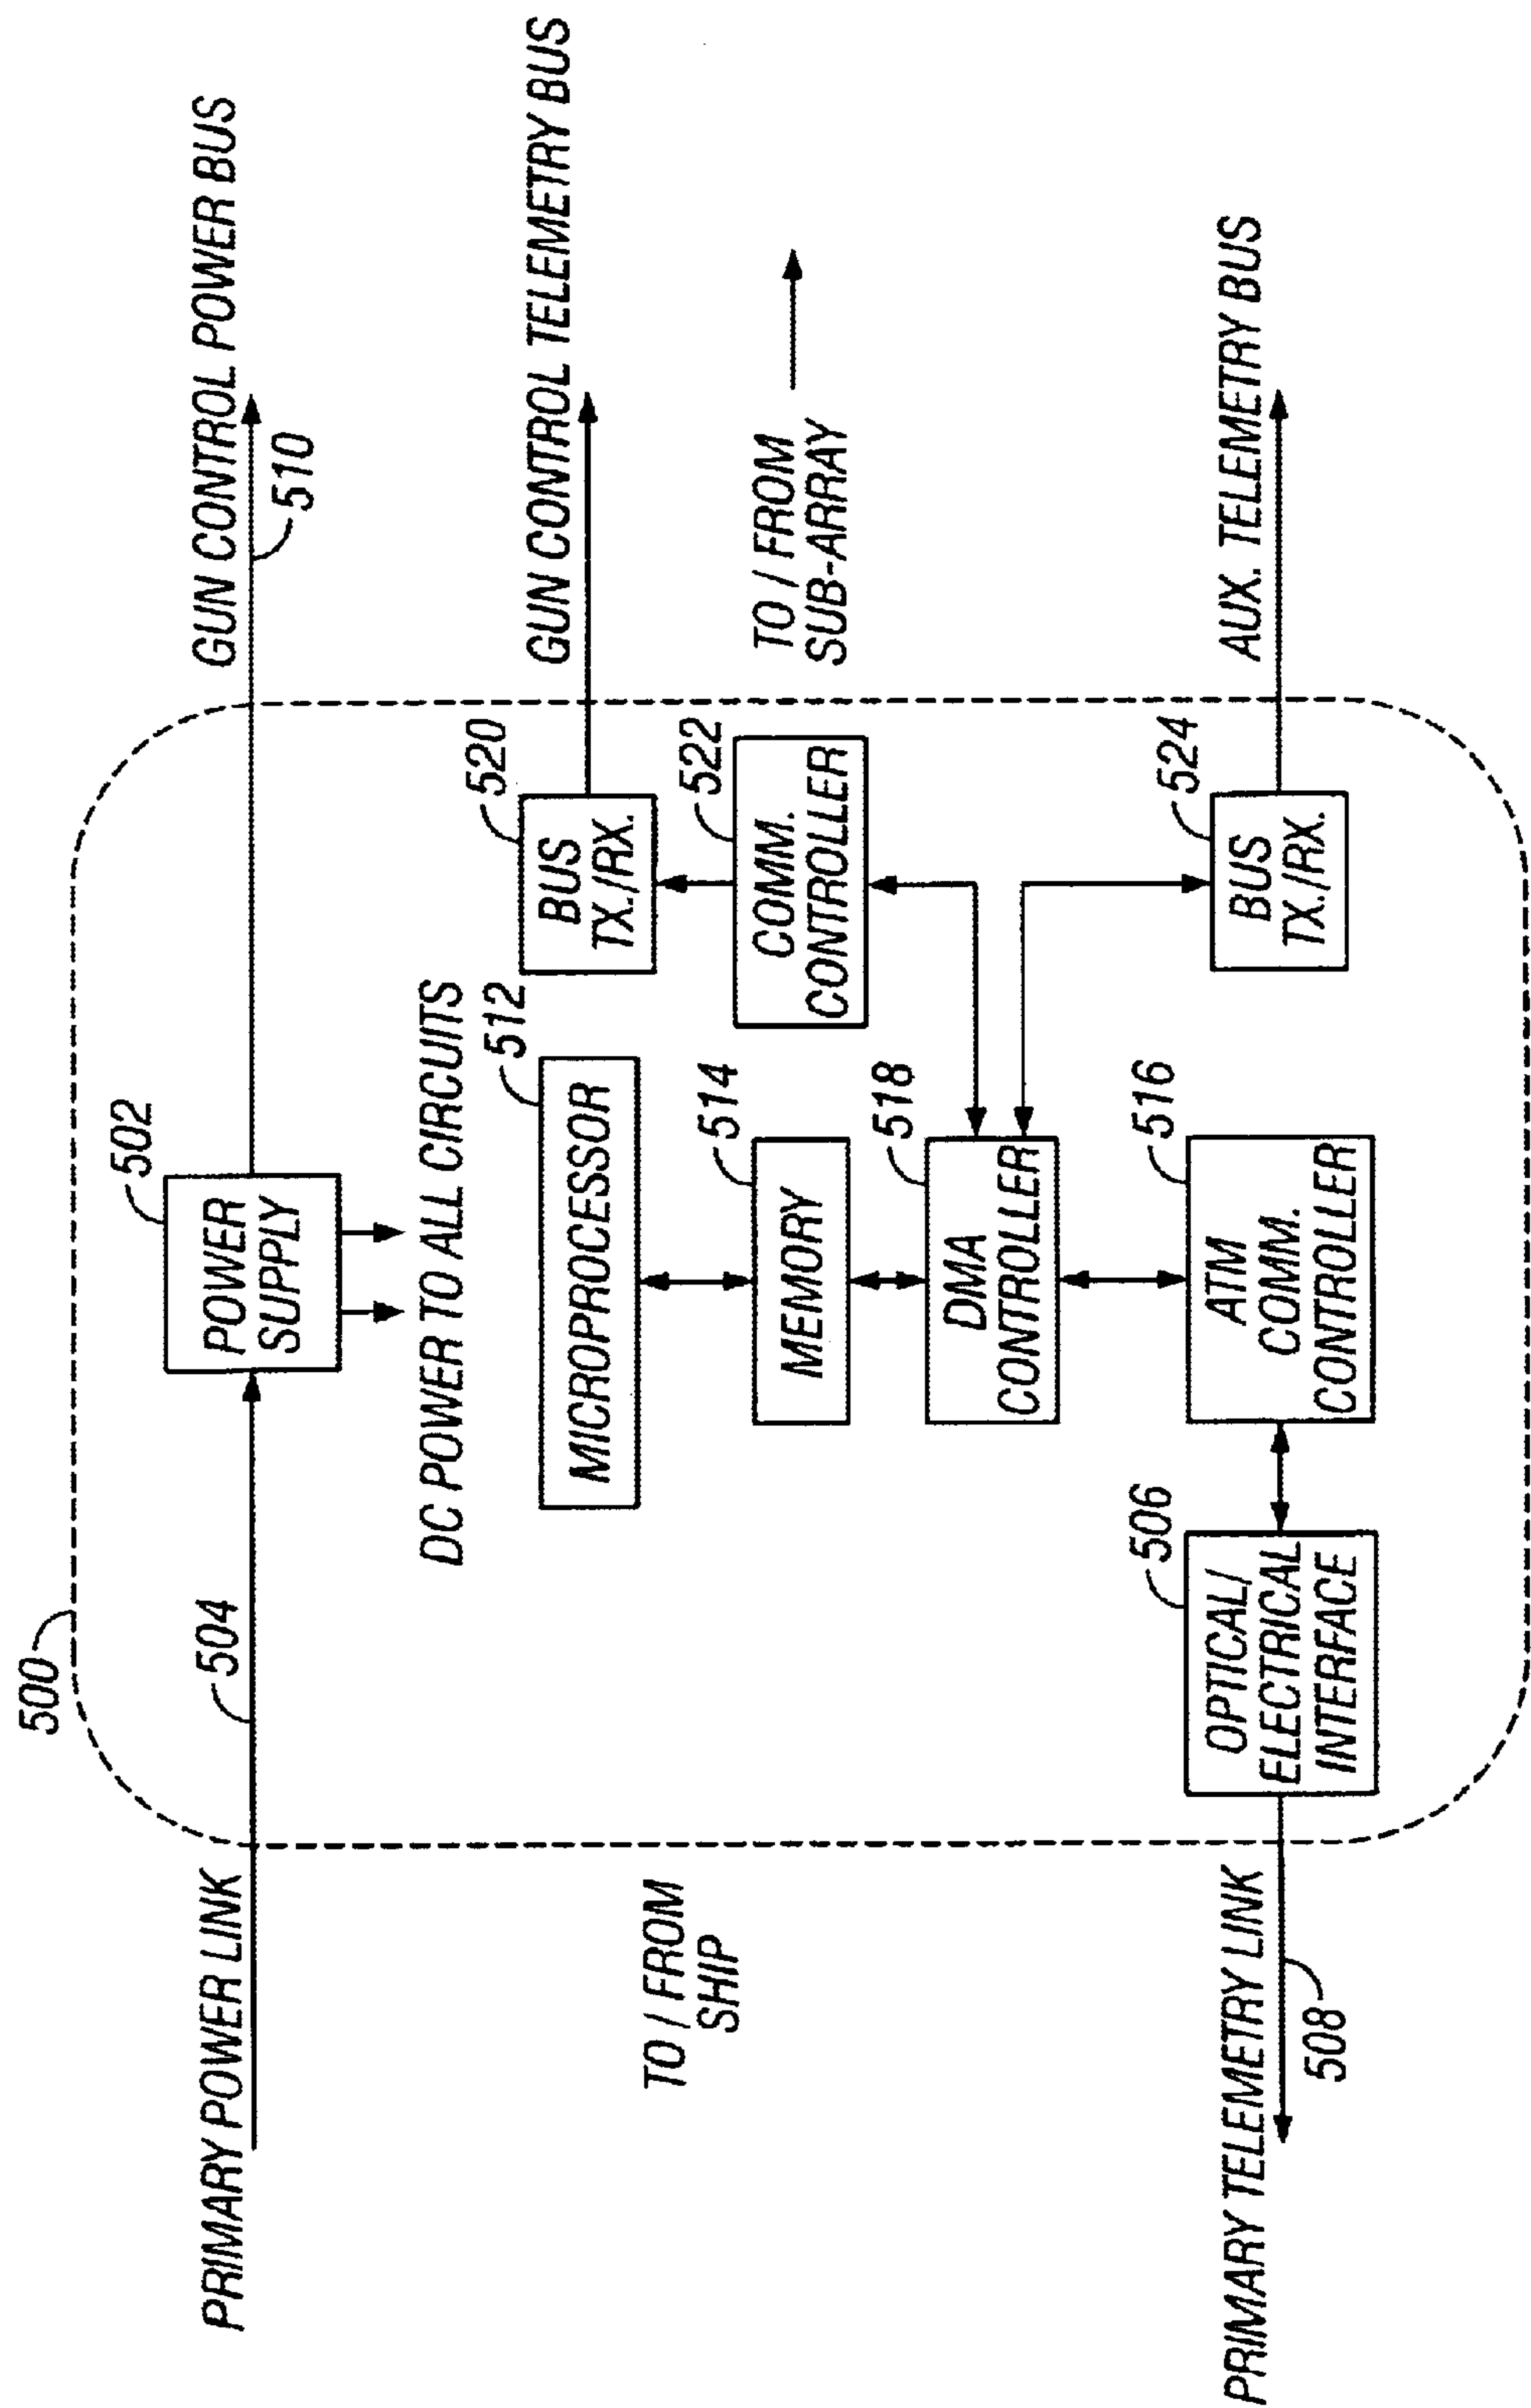 500
PRIMARY POWER LINK
504
502
POWER
SUPPLY
GUN CONTROL POWER BUS
510
DC POWER TO ALL CIRCUITS
512
MICROPROCESSOR
520
BUS
TX./RX.
GUN CONTROL TELEMETRY BUS
TO / FROM
SHIP
514
MEMORY
522
COMM.
CONTROLLER
TO / FROM
SUB-ARRAY
518
DMA
CONTROLLER
PRIMARY TELEMETRY LINK
508
506
OPTICAL/
ELECTRICAL
INTERFACE
516
ATM
COMM.
CONTROLLER
524
BUS
TX./RX.
AUX. TELEMETRY BUS